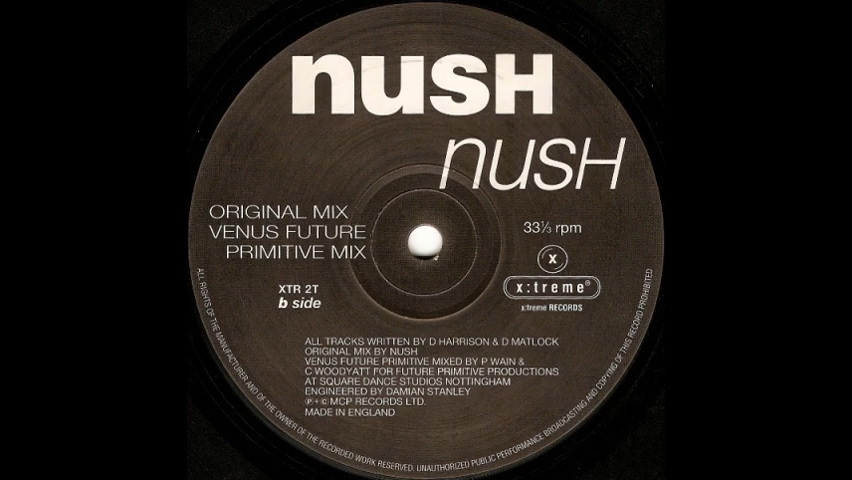 nusH
nusH
ORIGINAL MIX
VENUS FUTURE
PRIMITIVE MIX
33⅓ rpm
x
x:treme®
x:treme RECORDS
XTR 2T
b side
ALL TRACKS WRITTEN BY D HARRISON & D MATLOCK
ORIGINAL MIX BY NUSH
VENUS FUTURE PRIMITIVE MIXED BY P WAIN &
C WOODYATT FOR FUTURE PRIMITIVE PRODUCTIONS
AT SQUARE DANCE STUDIOS NOTTINGHAM
ENGINEERED BY DAMIAN STANLEY
℗ + © MCP RECORDS LTD.
MADE IN ENGLAND
ALL RIGHTS OF THE MANUFACTURER AND OF THE OWNER OF THE RECORDED WORK RESERVED. UNAUTHORIZED PUBLIC PERFORMANCE BROADCASTING AND COPYING OF THIS RECORD PROHIBITED